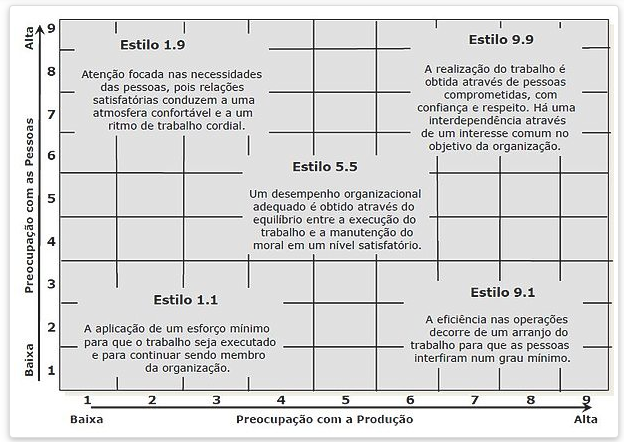 Alta
9
8
7
6
5
4
3
2
1
Baixa
Preocupação com as Pessoas
Estilo 1.9
Atenção focada nas necessidades
das pessoas, pois relações
satisfatórias conduzem a uma
atmosfera confortável e a um
ritmo de trabalho cordial.
Estilo 9.9
A realização do trabalho é
obtida através de pessoas
comprometidas, com
confiança e respeito. Há uma
interdependência através
de um interesse comum no
objetivo da organização.
Estilo 5.5
Um desempenho organizacional
adequado é obtido através do
equilíbrio entre a execução do
trabalho e a manutenção do
moral em um nível satisfatório.
Estilo 1.1
A aplicação de um esforço mínimo
para que o trabalho seja executado
e para continuar sendo membro
da organização.
Estilo 9.1
A eficiência nas operações
decorre de um arranjo do
trabalho para que as pessoas
interfiram num grau mínimo.
1 2 3 4 5 6 7 8 9
Baixa Preocupação com a Produção Alta